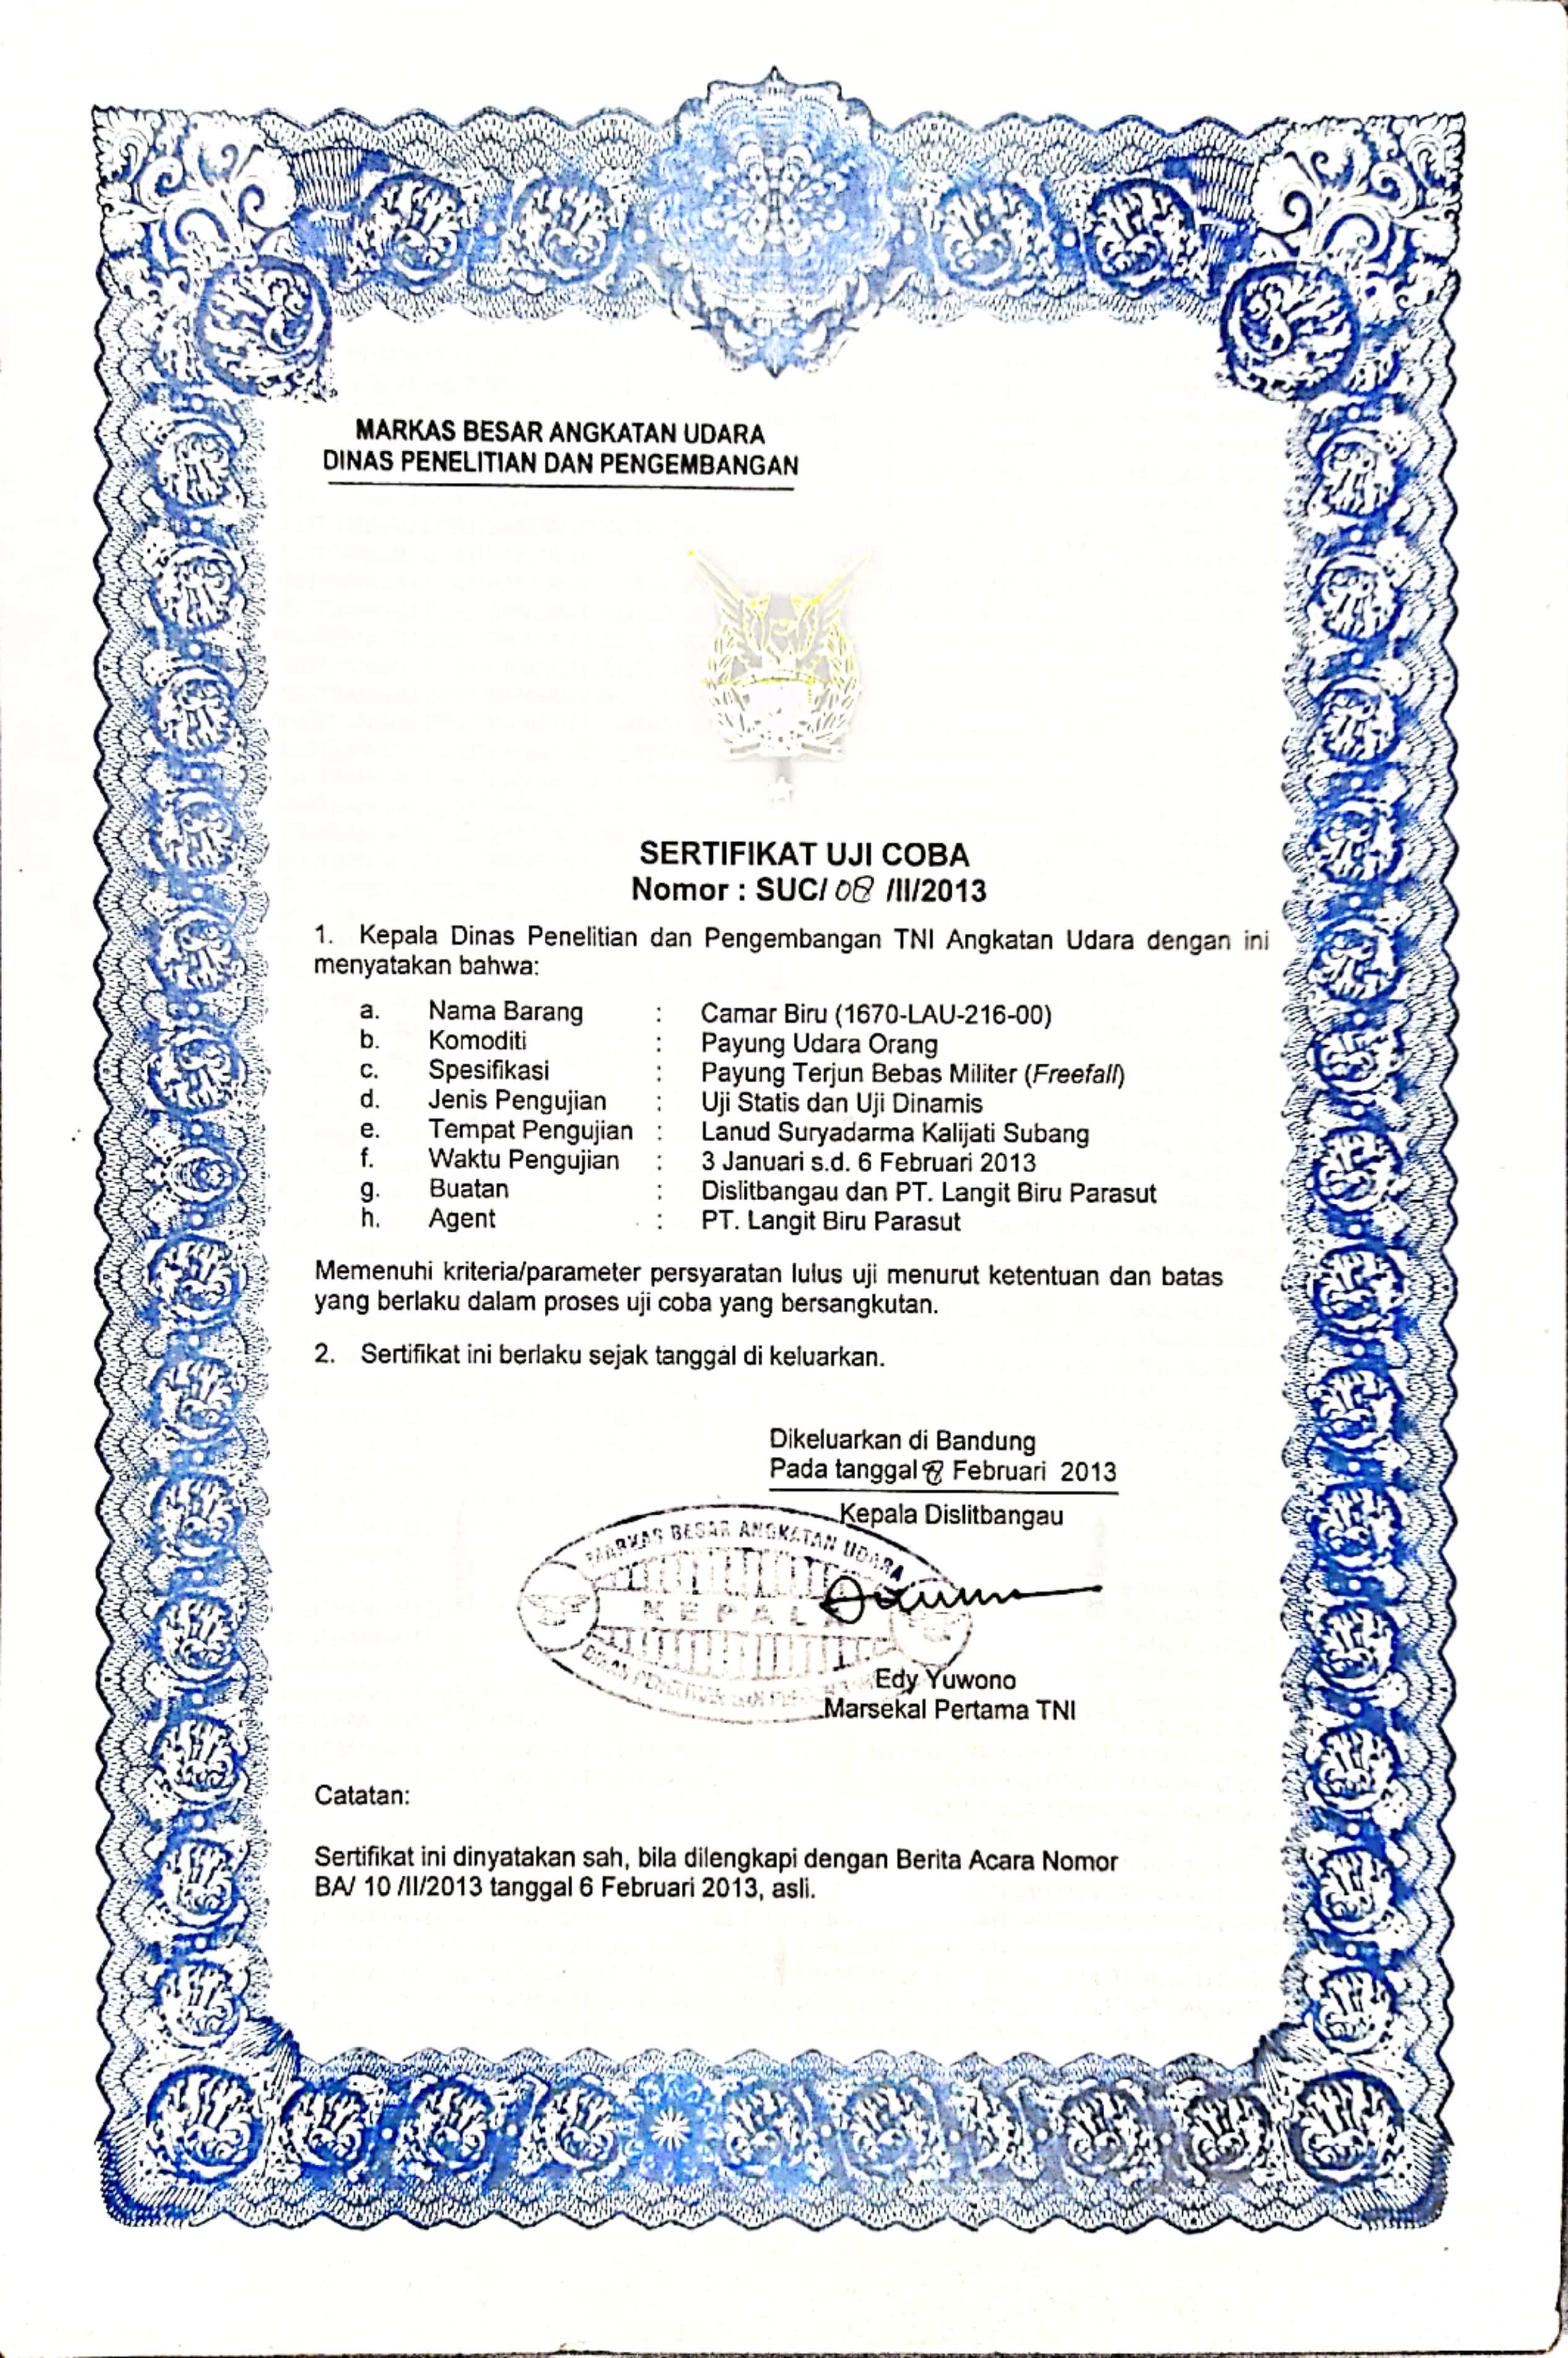 MARKAS BESAR ANGKATAN UDARA
DINAS PENELITIAN DAN PENGEMBANGAN
SERTIFIKAT UJI COBA
Nomor : SUC/ 08 /II/2013
1. Kepala Dinas Penelitian dan Pengembangan TNI Angkatan Udara dengan ini
menyatakan bahwa:
a. Nama Barang : Camar Biru (1670-LAU-216-00)
b. Komoditi : Payung Udara Orang
c. Spesifikasi : Payung Terjun Bebas Militer (Freefall)
d. Jenis Pengujian : Uji Statis dan Uji Dinamis
e. Tempat Pengujian : Lanud Suryadarma Kalijati Subang
f. Waktu Pengujian : 3 Januari s.d. 6 Februari 2013
g. Buatan : Dislitbangau dan PT. Langit Biru Parasut
h. Agent : PT. Langit Biru Parasut
Memenuhi kriteria/parameter persyaratan lulus uji menurut ketentuan dan batas
yang berlaku dalam proses uji coba yang bersangkutan.
2. Sertifikat ini berlaku sejak tanggal di keluarkan.
Dikeluarkan di Bandung
Pada tanggal 8 Februari 2013
Kepala Dislitbangau
MARKAS BESAR ANGKATAN UDARA
KEPALA
DINAS PENELITIAN DAN
Edy Yuwono
Marsekal Pertama TNI
Catatan:
Sertifikat ini dinyatakan sah, bila dilengkapi dengan Berita Acara Nomor
BA/ 10 /II/2013 tanggal 6 Februari 2013, asli.